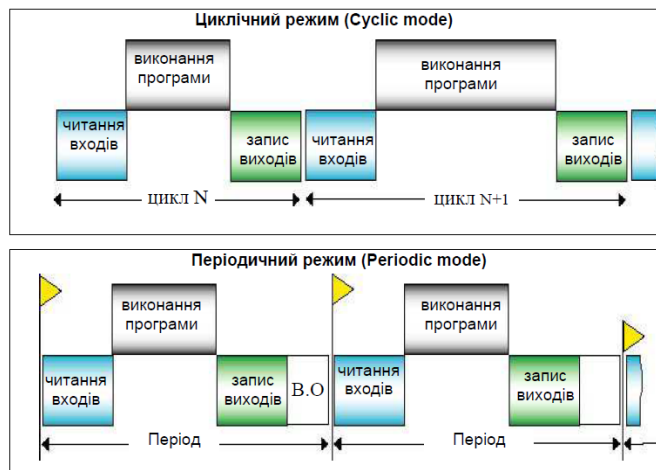 Циклічний режим (Cyclic mode)
виконання
програми
виконання
програми
читання
входів
запис
виходів
читання
входів
запис
виходів
цикл N
цикл N+1
Періодичний режим (Periodic mode)
виконання
програми
виконання
програми
читання
входів
запис
виходів
В.О
читання
входів
запис
виходів
Період
Період